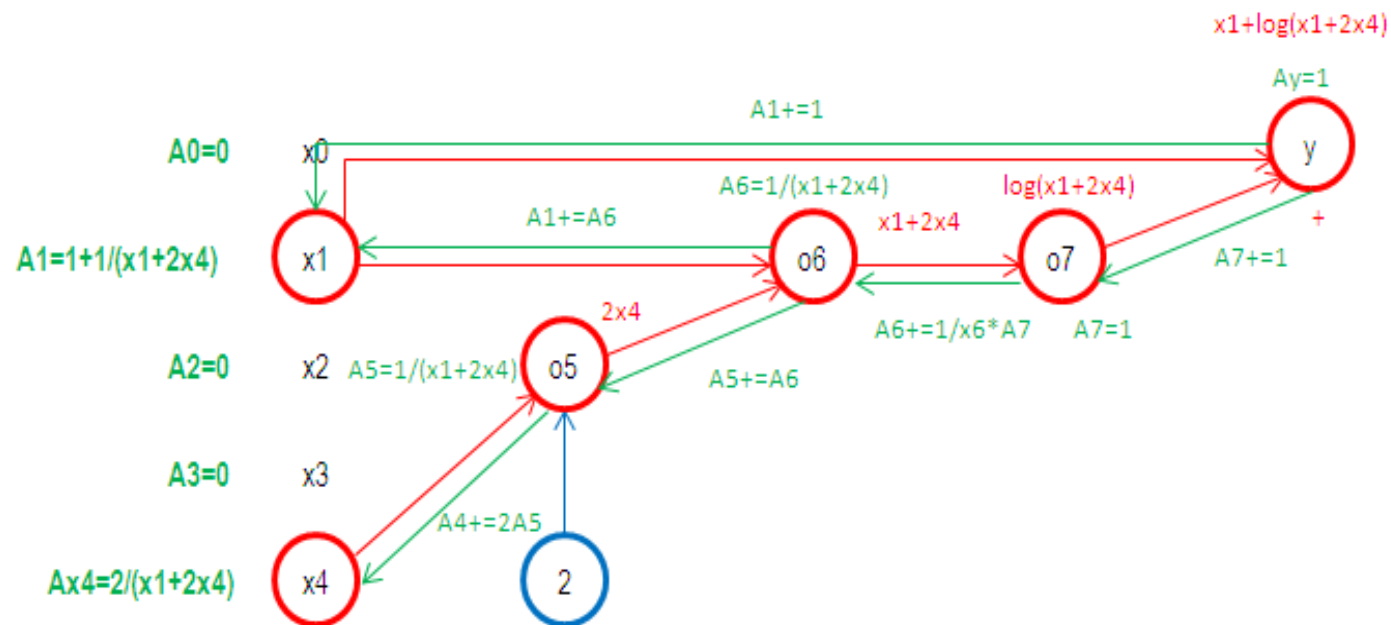 x1+log(x1+2x4)
Ay=1
A1+=1
A0=0
x0
y
A6=1/(x1+2x4)
log(x1+2x4)
A1+=A6
x1+2x4
+
A1=1+1/(x1+2x4)
x1
o6
o7
A7+=1
2x4
A6+=1/x6*A7
A7=1
A2=0
x2
A5=1/(x1+2x4)
o5
A5+=A6
A3=0
x3
A4+=2A5
Ax4=2/(x1+2x4)
x4
2